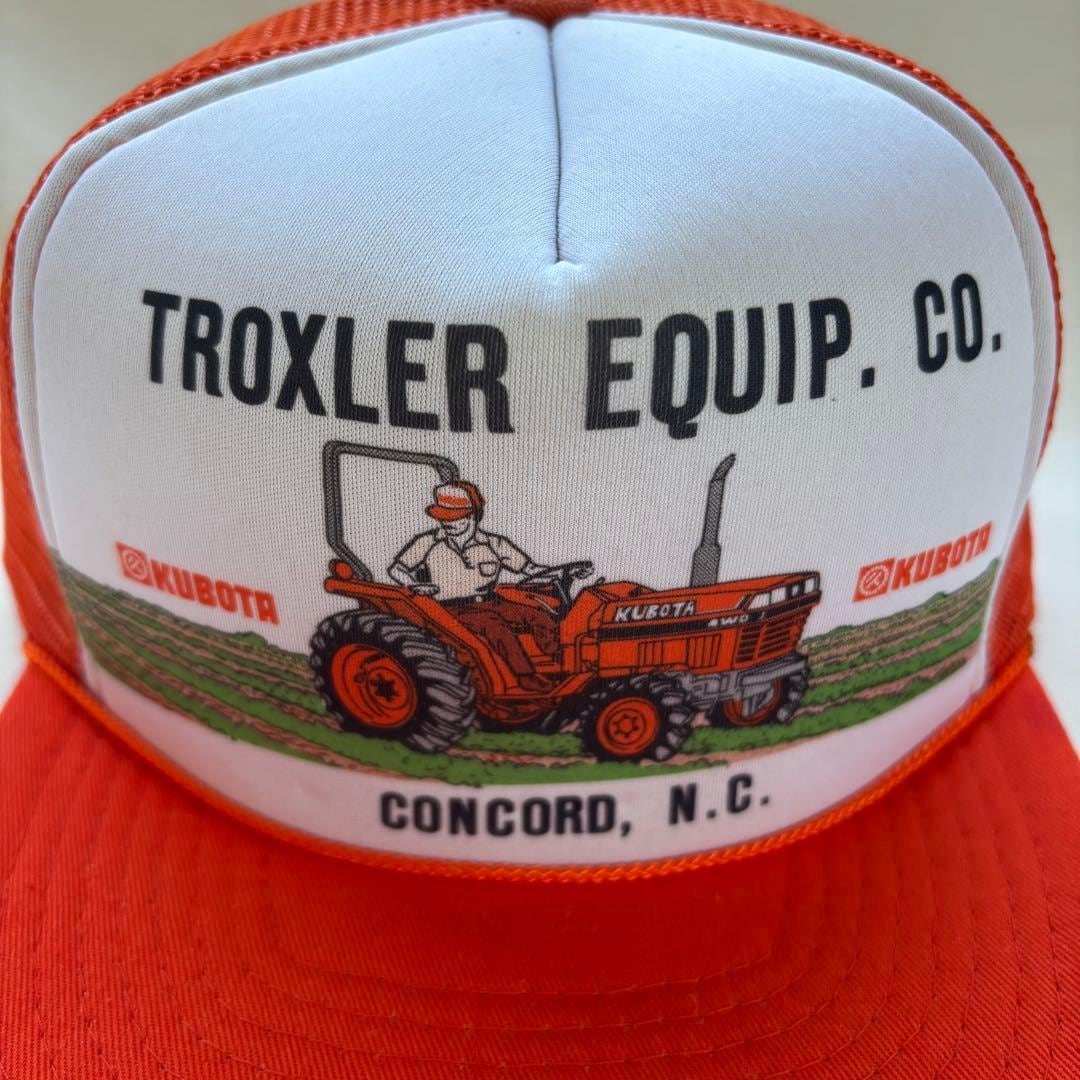 TROXLER EQUIP. CO.
KUBOTA
KUBOTA
KUBOTA
4WD
CONCORD, N.C.